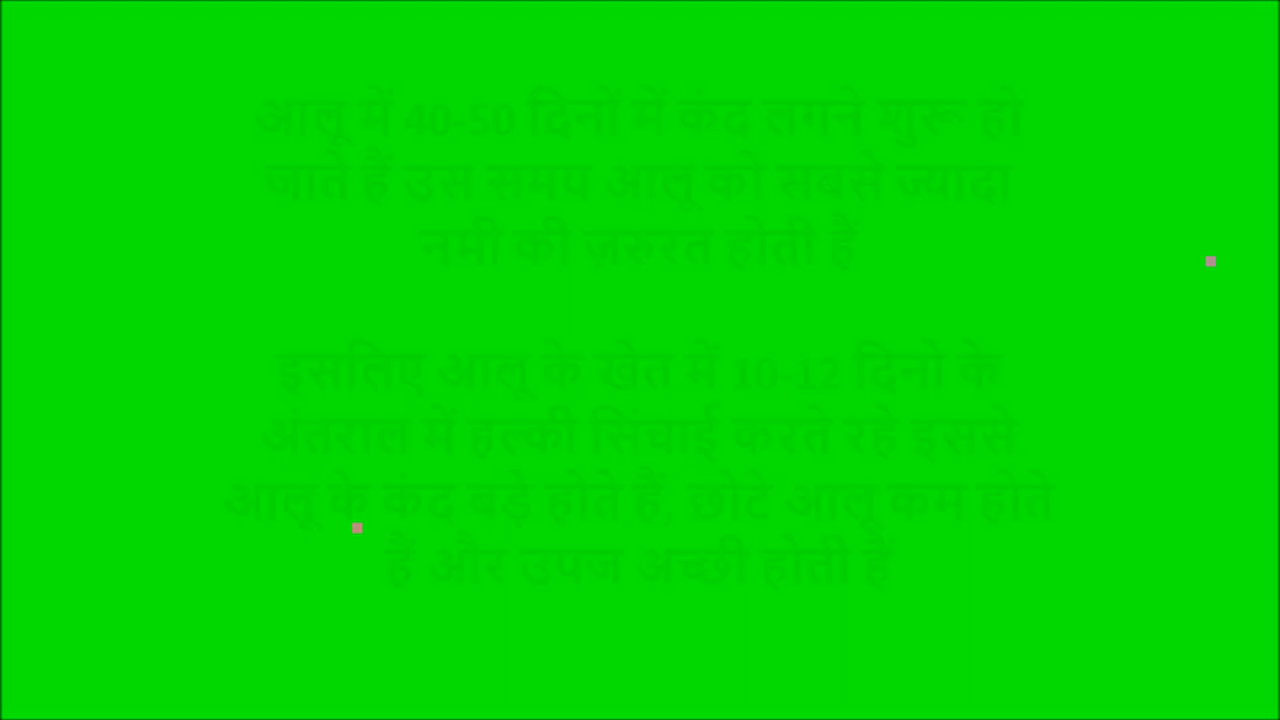 आलू में 40-50 दिनों में कंद लगने शुरू हो
जाते है उस समय आलू को सबसे ज्यादा
नमी की ज़रुरत होती हैं
इसलिए आलू के खेत में 10-12 दिनो के
अंतराल में हल्की सिंचाई करते रहे इससे
आलू के कंद बड़े होते हैं, छोटे आलू कम होते
हैं और उपज अच्छी होती हैं